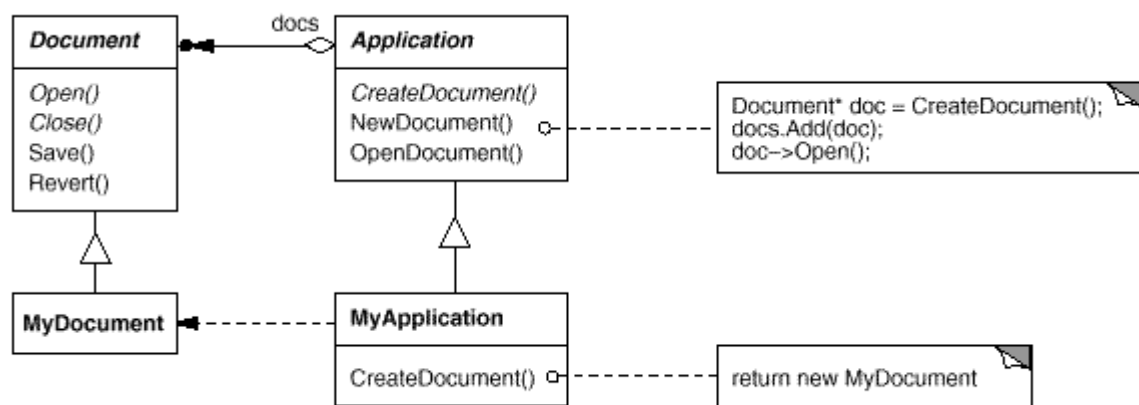 docs
Document
Open()
Close()
Save()
Revert()
Application
CreateDocument()
NewDocument()
OpenDocument()
Document* doc = CreateDocument();
docs.Add(doc);
doc->Open();
MyDocument
MyApplication
CreateDocument()
return new MyDocument